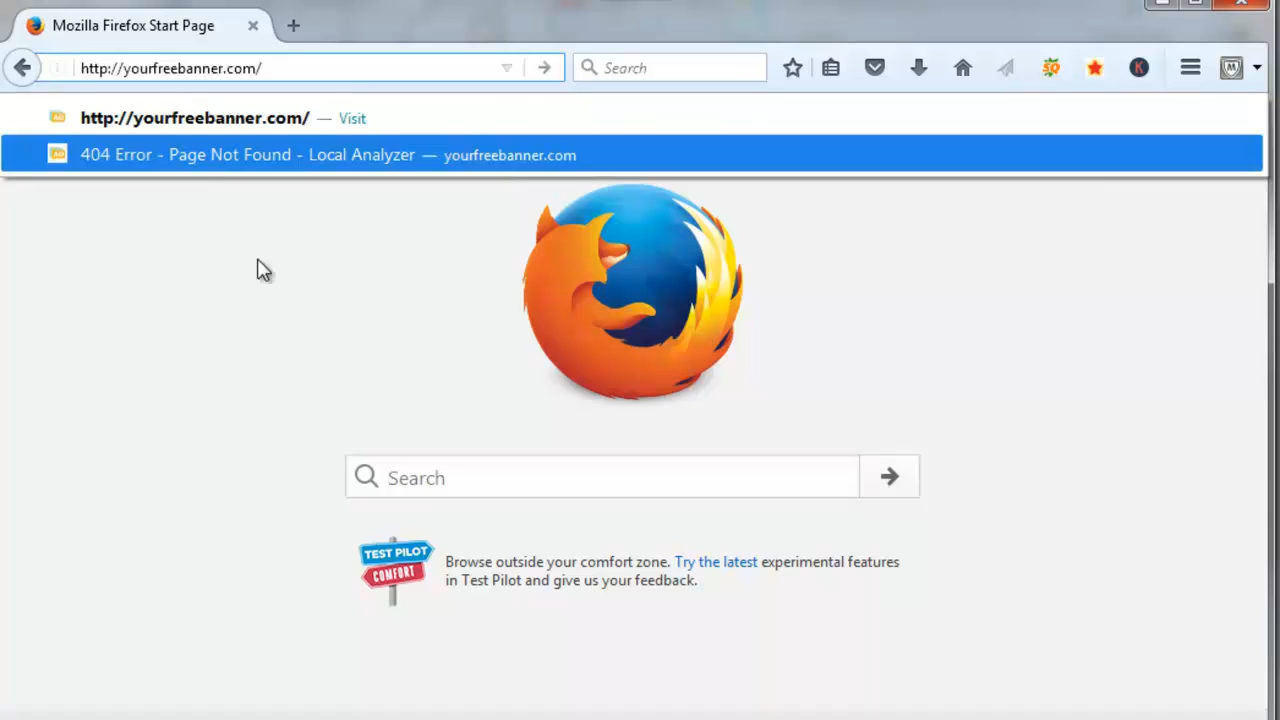 Mozilla Firefox Start Page
http://yourfreebanner.com/
Search
http://yourfreebanner.com/ — Visit
404 Error - Page Not Found - Local Analyzer — yourfreebanner.com
Search
TEST PILOT
COMFORT
Browse outside your comfort zone. Try the latest experimental features
in Test Pilot and give us your feedback.